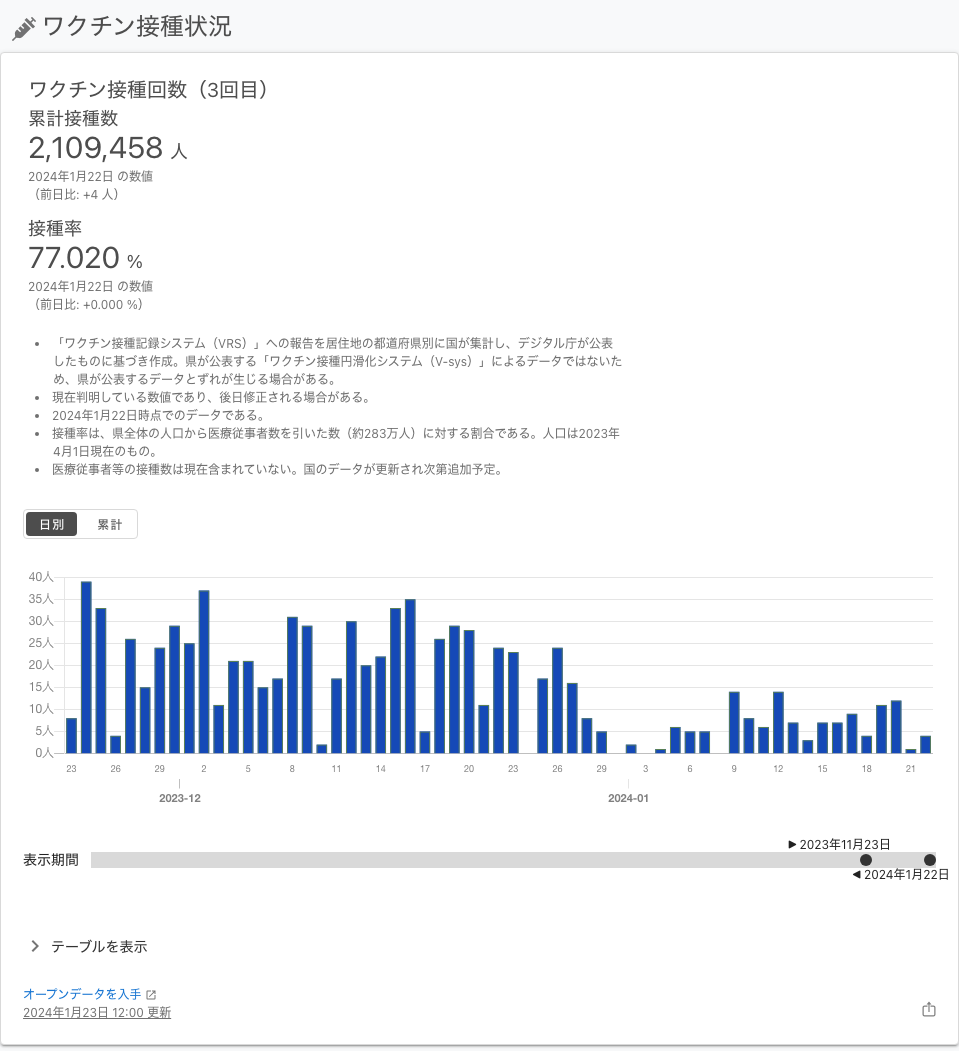 ワクチン接種状況
ワクチン接種回数（3回目）
累計接種数
2,109,458 人
2024年1月22日 の数値
（前日比: +4 人）
接種率
77.020 %
2024年1月22日 の数値
（前日比: +0.000 %）
• 「ワクチン接種記録システム（VRS）」への報告を居住地の都道府県別に国が集計し、デジタル庁が公表
したものに基づき作成。県が公表する「ワクチン接種円滑化システム（V-sys）」によるデータではないた
め、県が公表するデータとずれが生じる場合がある。
• 現在判明している数値であり、後日修正される場合がある。
• 2024年1月22日時点でのデータである。
• 接種率は、県全体の人口から医療従事者数を引いた数（約283万人）に対する割合である。人口は2023年
4月1日現在のもの。
• 医療従事者等の接種数は現在含まれていない。国のデータが更新され次第追加予定。
日別 累計
40人
35人
30人
25人
20人
15人
10人
5人
0人
23 26 29 2 5 8 11 14 17 20 23 26 29 3 6 9 12 15 18 21
2023-12 2024-01
2023年11月23日
表示期間
2024年1月22日
テーブルを表示
オープンデータを入手
2024年1月23日 12:00 更新